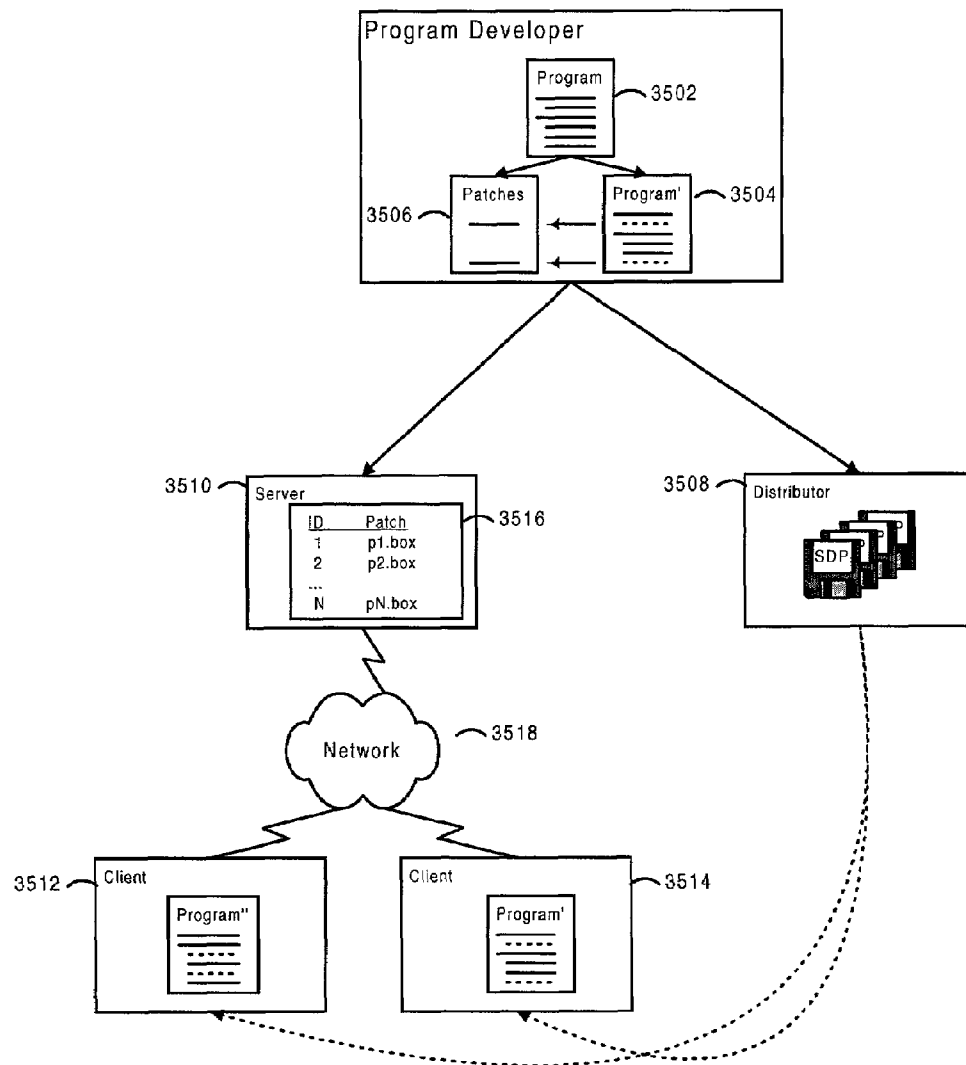 Program Developer
Program
3502
Patches
Program'
3504
3506
3510
Server
3516
ID Patch
1 p1.box
2 p2.box
...
N pN.box
3508
Distributor
SDP
Network
3518
3512
Client
Program"
Client
3514
Program'